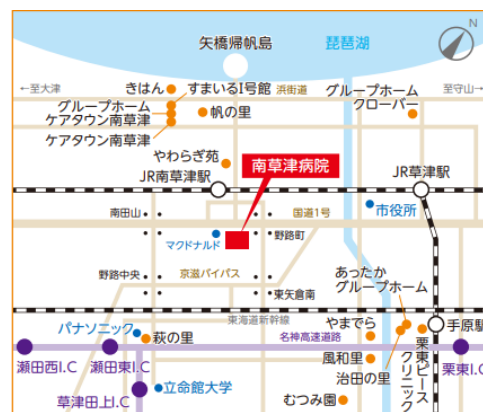 N
矢橋帰帆島
琵琶湖
←至大津
きはん
すまいるI号館
浜街道
グループホーム
クローバー
至守山→
グループホーム
ケアタウン南草津
帆の里
ケアタウン南草津
やわらぎ苑
南草津病院
JR南草津駅
JR草津駅
南田山
国道1号
市役所
マクドナルド
野路町
野路中央
京滋バイパス
あったか
グループホーム
東矢倉南
東海道新幹線
パナソニック
萩の里
名神高速道路
やまでら
手原駅
瀬田西I.C
瀬田東I.C
風和里
治田の里
栗東ピース
クリニック
栗東I.C
草津田上I.C
立命館大学
むつみ園